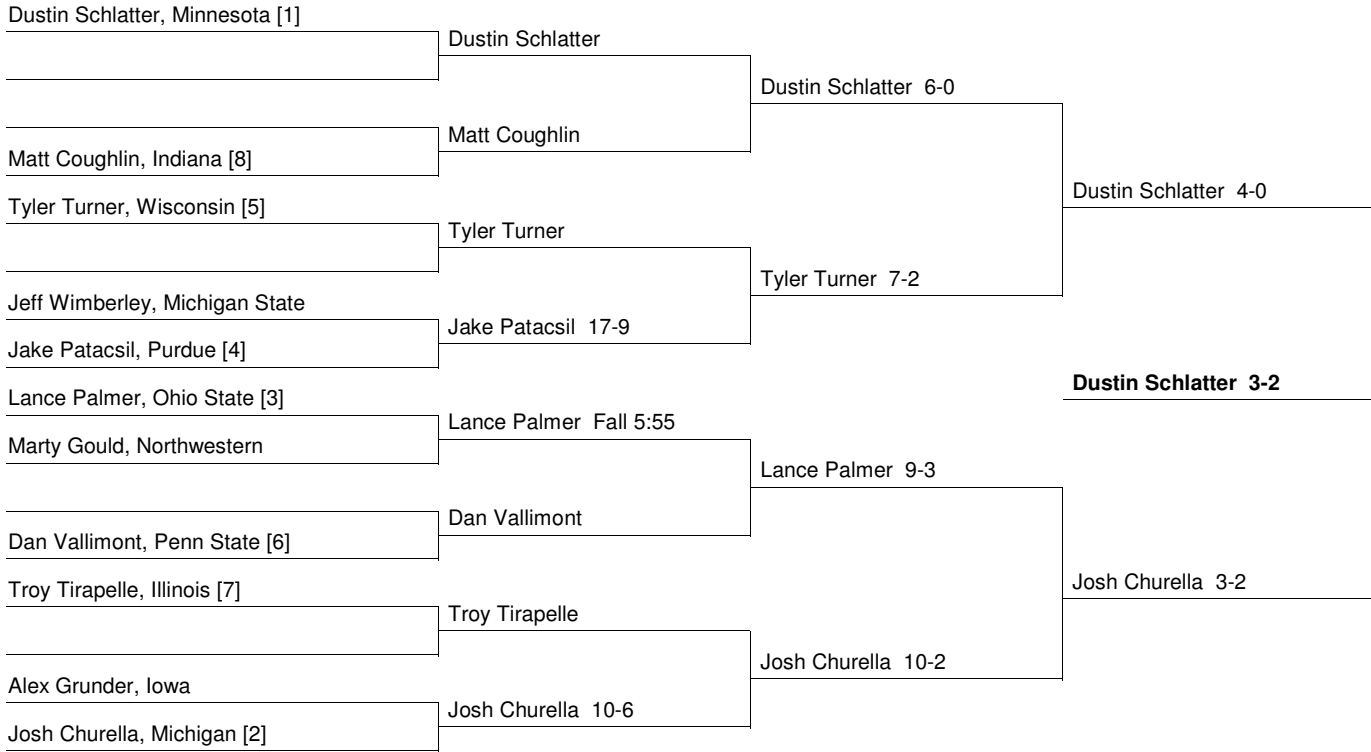 Dustin Schlatter, Minnesota [1]
Dustin Schlatter
Dustin Schlatter 6-0
Matt Coughlin
Matt Coughlin, Indiana [8]
Dustin Schlatter 4-0
Tyler Turner, Wisconsin [5]
Tyler Turner
Tyler Turner 7-2
Jeff Wimberley, Michigan State
Jake Patacsil 17-9
Jake Patacsil, Purdue [4]
Dustin Schlatter 3-2
Lance Palmer, Ohio State [3]
Lance Palmer Fall 5:55
Marty Gould, Northwestern
Lance Palmer 9-3
Dan Vallimont
Dan Vallimont, Penn State [6]
Josh Churella 3-2
Troy Tirapelle, Illinois [7]
Troy Tirapelle
Josh Churella 10-2
Alex Grunder, Iowa
Josh Churella 10-6
Josh Churella, Michigan [2]